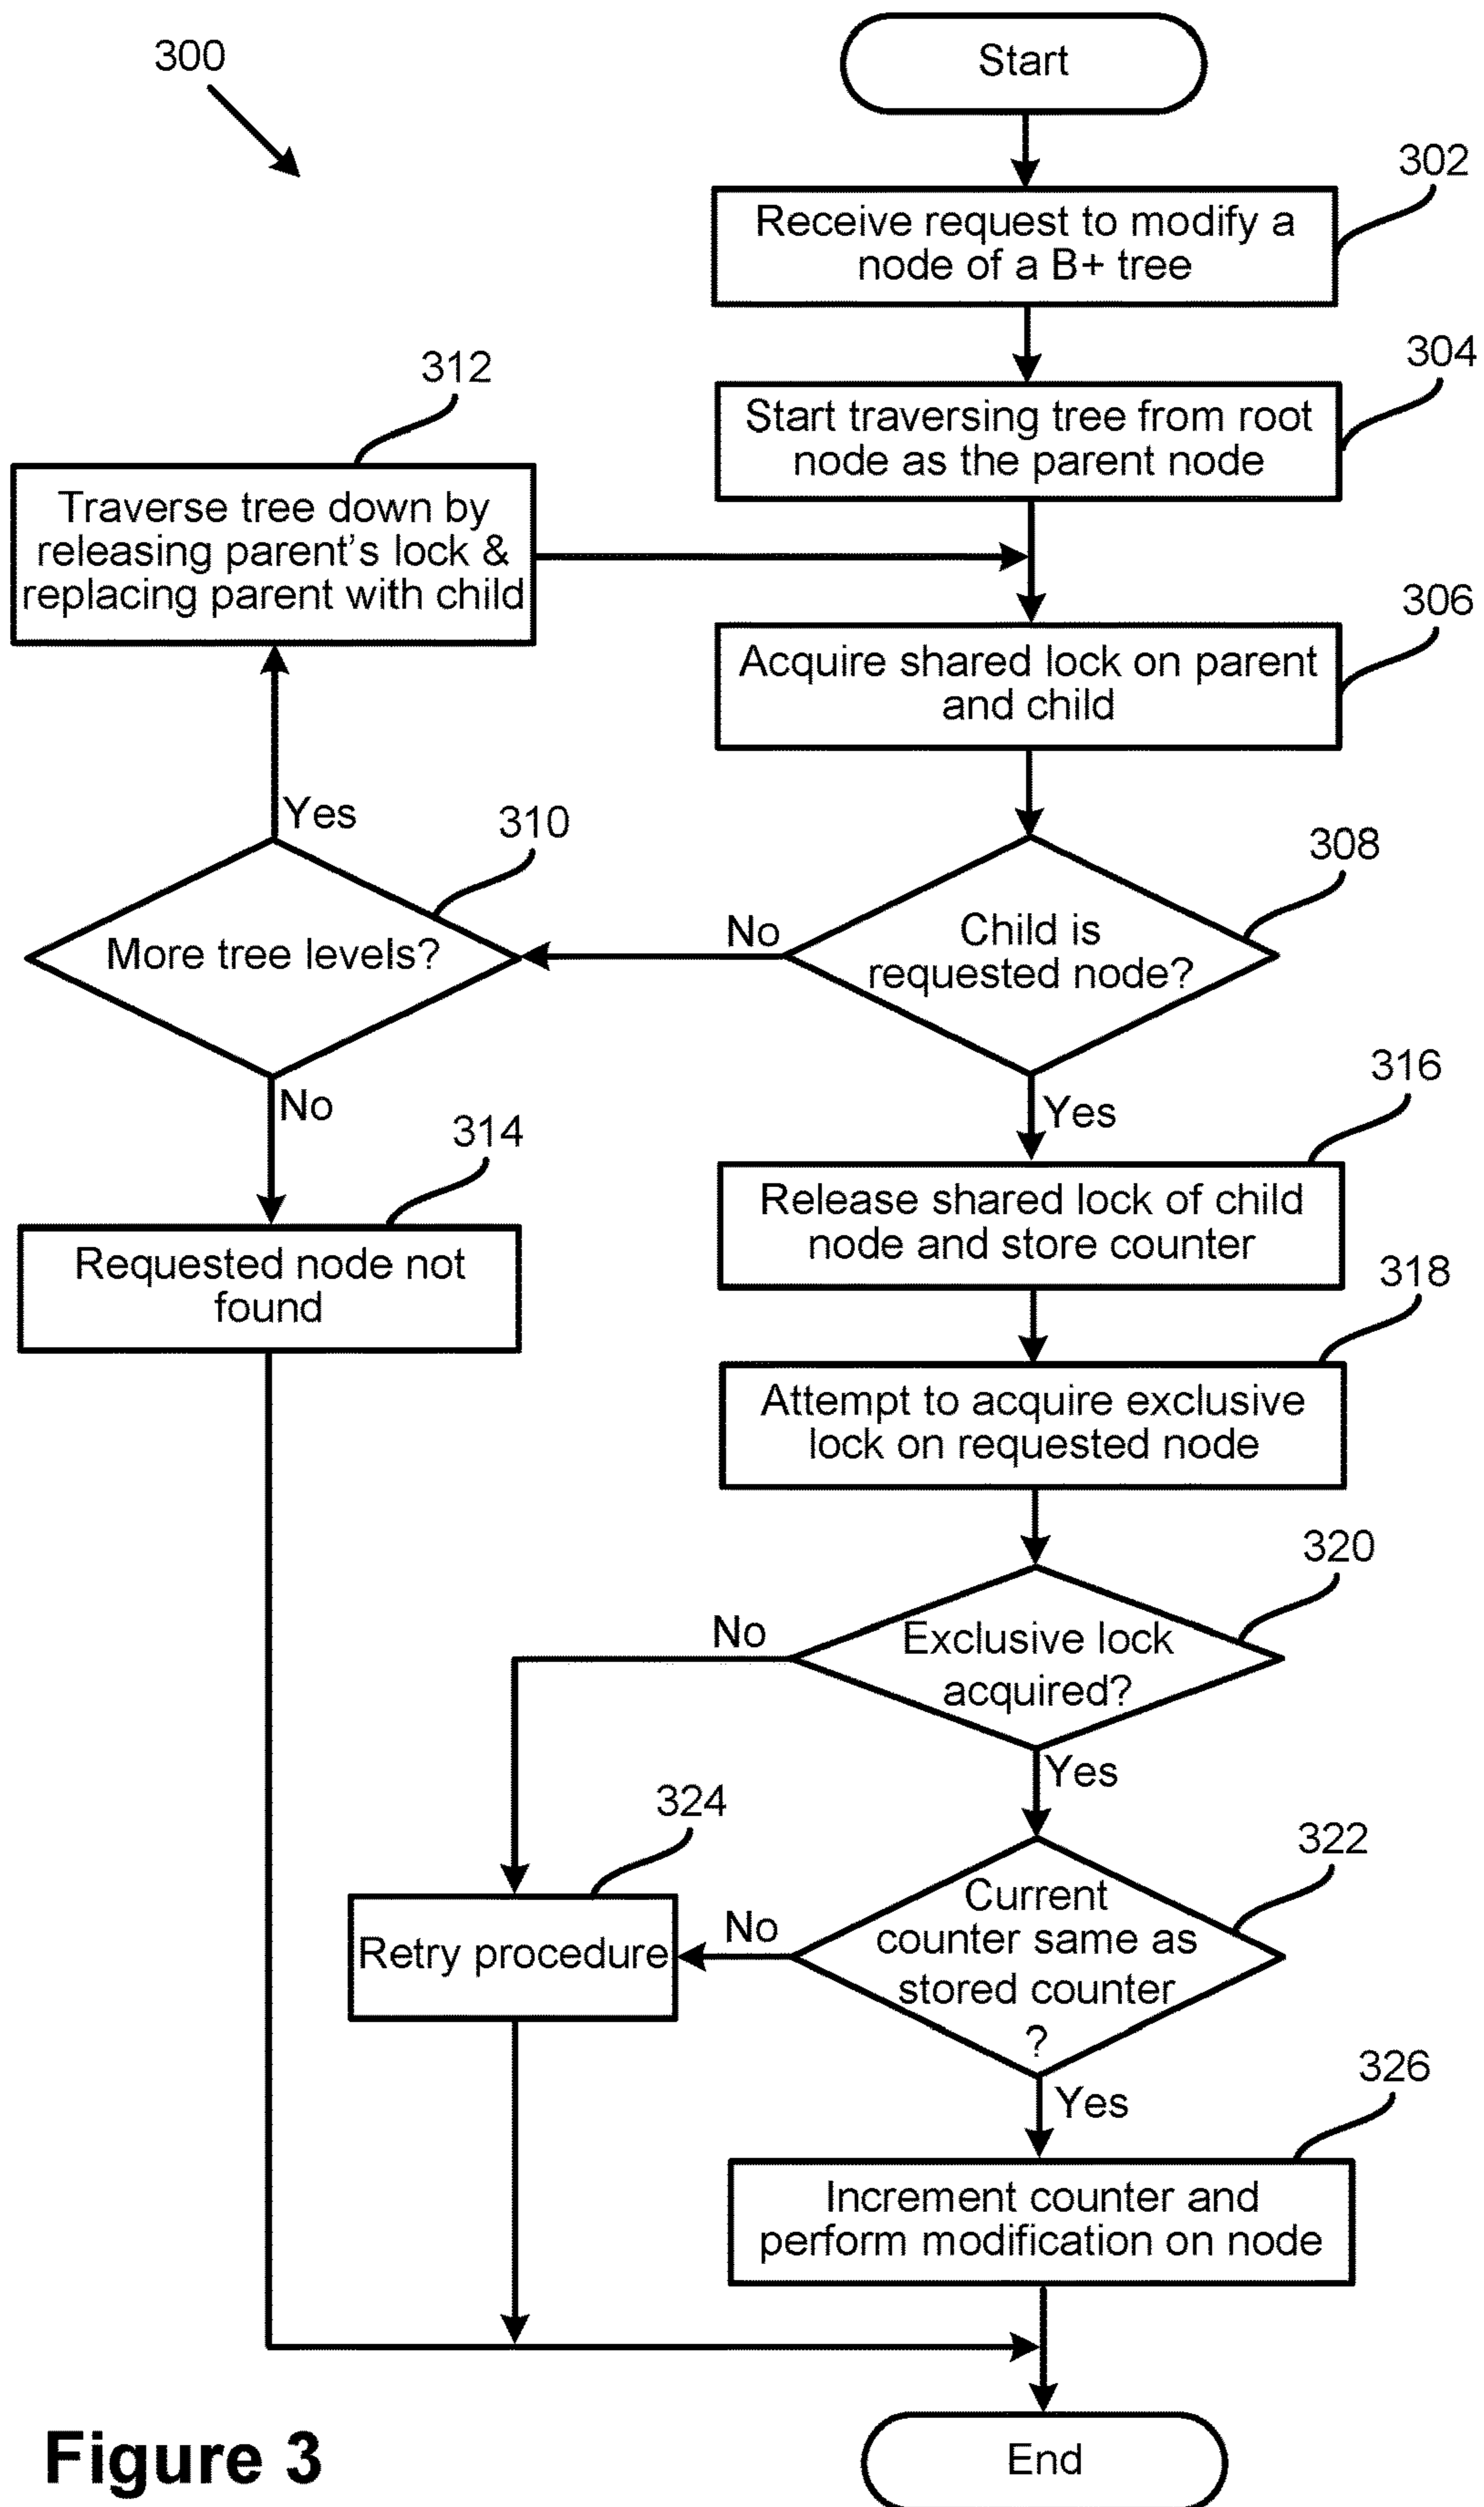 300
Start
302
Receive request to modify a
node of a B+ tree
304
Start traversing tree from root
node as the parent node
312
Traverse tree down by
releasing parent's lock &
replacing parent with child
306
Acquire shared lock on parent
and child
Yes
310
More tree levels?
308
Child is
requested node?
No
No
314
Requested node not
found
Yes
316
Release shared lock of child
node and store counter
318
Attempt to acquire exclusive
lock on requested node
320
Exclusive lock
acquired?
No
Yes
324
Retry procedure
322
Current
counter same as
stored counter
?
No
Yes
326
Increment counter and
perform modification on node
End
Figure 3